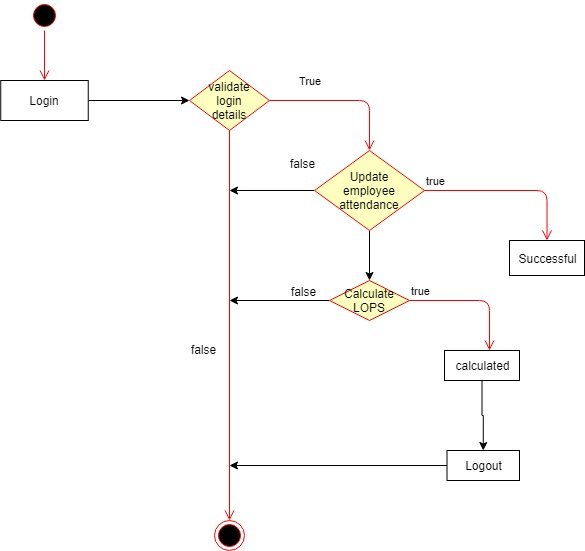 validate
login
details
True
Login
false
Update
employee
attendance
true
Successful
false
Calculate
LOPS
true
false
calculated
Logout